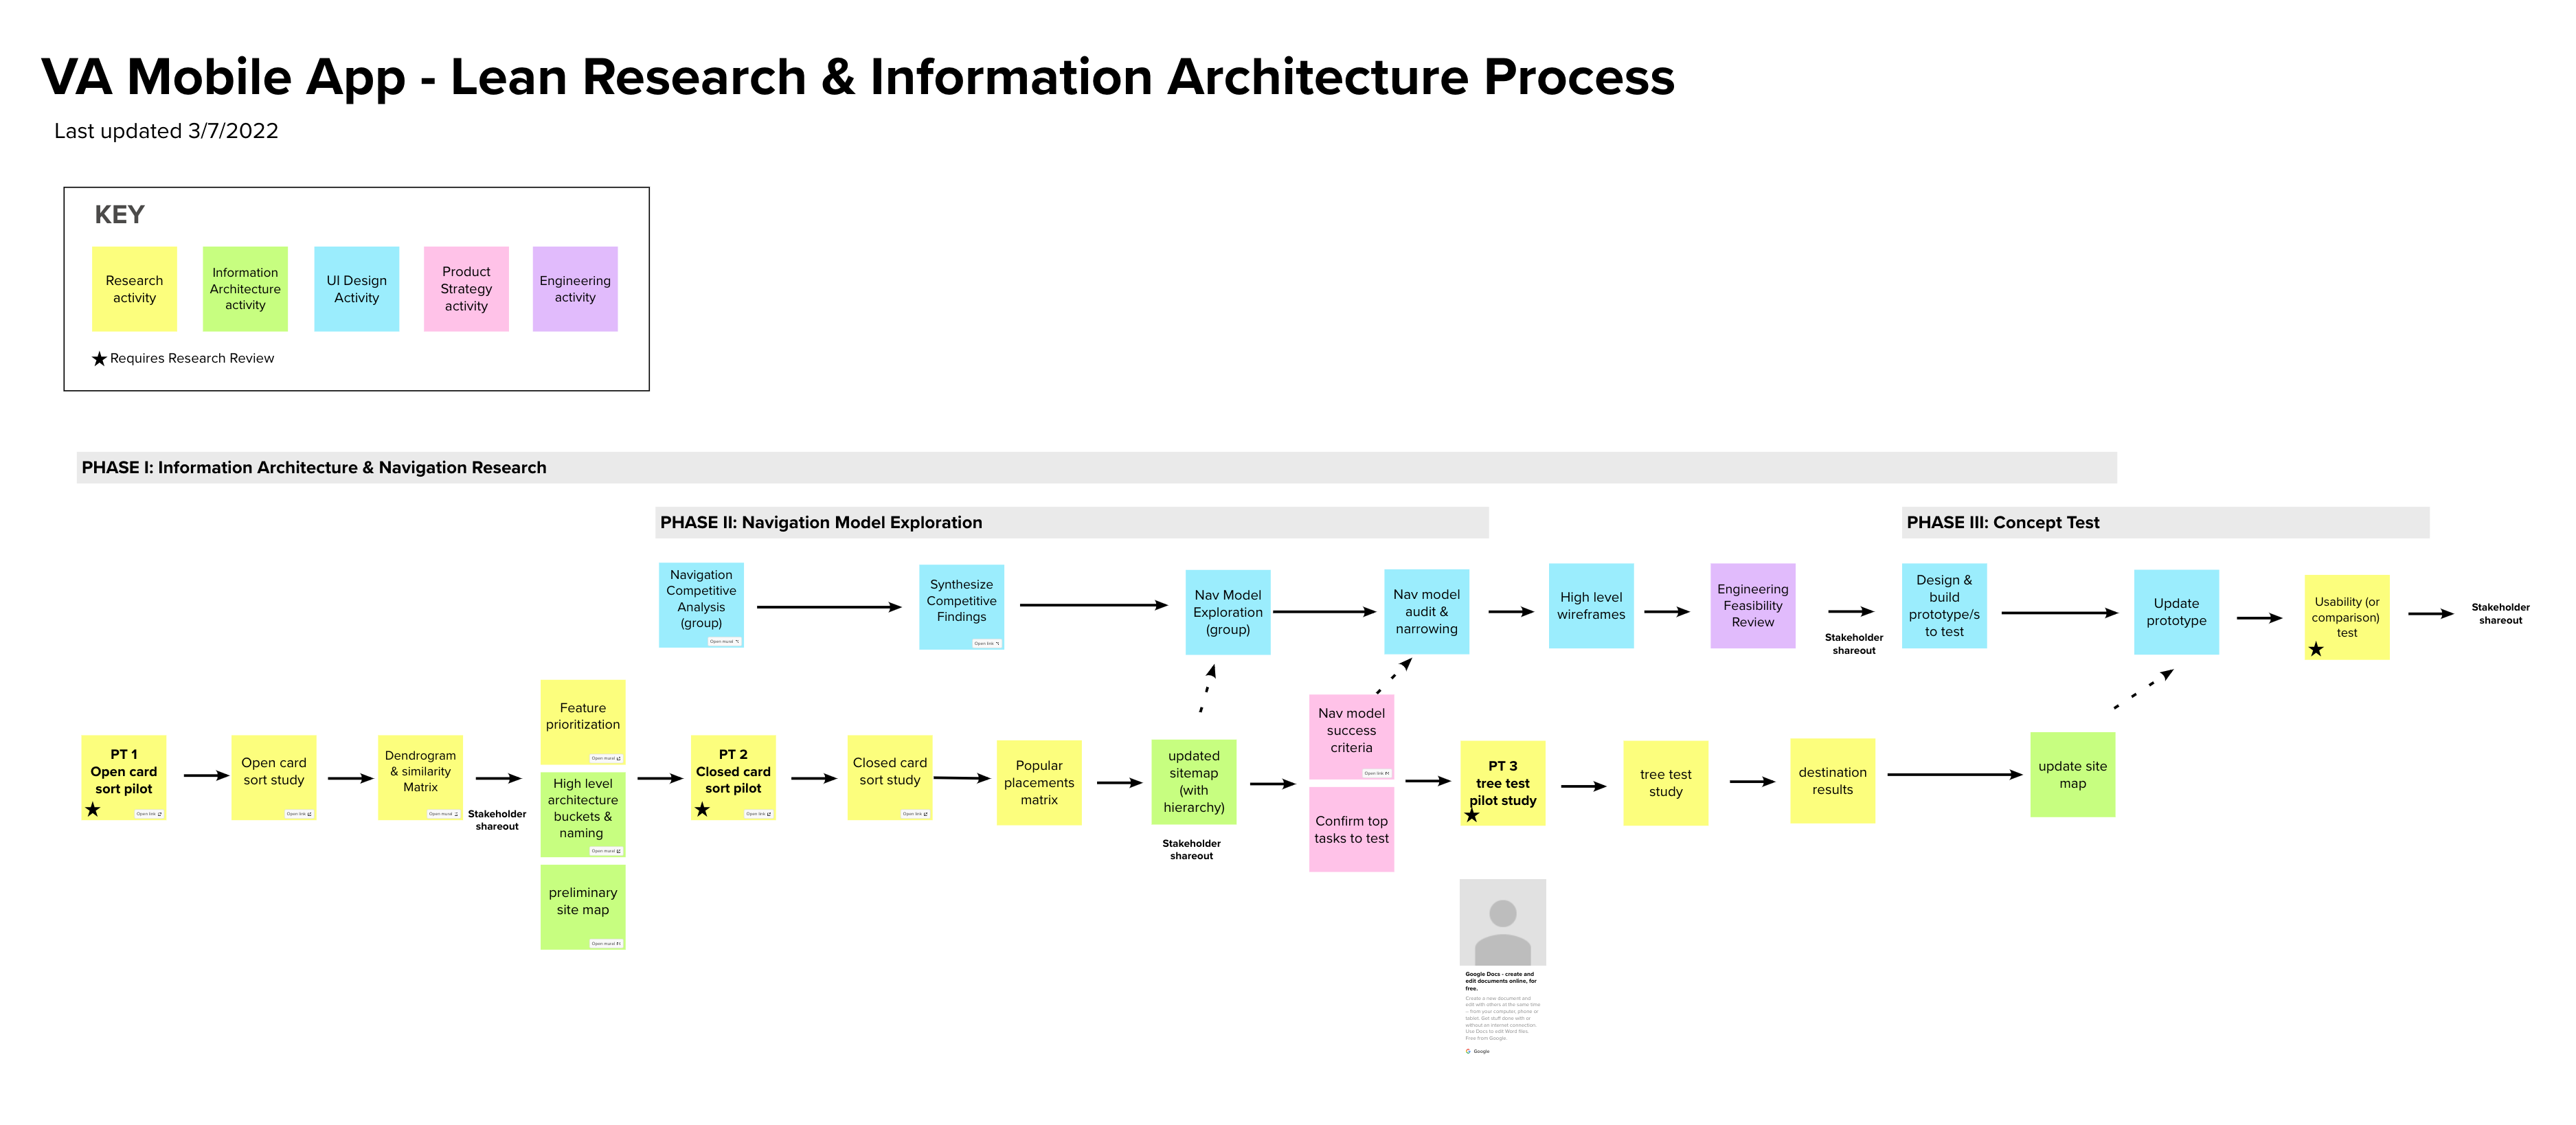 VA Mobile App - Lean Research & Information Architecture Process
Last updated 3/7/2022
KEY
Research
activity
Information
Architecture
activity
UI Design
Activity
Product
Strategy
activity
Engineering
activity
★ Requires Research Review
PHASE I: Information Architecture & Navigation Research
PHASE II: Navigation Model Exploration
PHASE III: Concept Test
Navigation
Competitive
Analysis
(group)
Open mural
Synthesize
Competitive
Findings
Open link
Nav Model
Exploration
(group)
Nav model
audit &
narrowing
High level
wireframes
Engineering
Feasibility
Review
Stakeholder
shareout
Design &
build
prototype/s
to test
Update
prototype
Usability (or
comparison)
test
★
Stakeholder
shareout
PT 1
Open card
sort pilot
★
Open link
Open card
sort study
Open link
Dendrogram
& similarity
Matrix
Open mural
Stakeholder
shareout
Feature
prioritization
Open mural
High level
architecture
buckets &
naming
Open mural
preliminary
site map
Open mural
PT 2
Closed card
sort pilot
★
Open link
Closed card
sort study
Open link
Popular
placements
matrix
updated
sitemap
(with
hierarchy)
Stakeholder
shareout
Nav model
success
criteria
Open link
Confirm top
tasks to test
PT 3
tree test
pilot study
★
tree test
study
destination
results
update site
map
Google Docs - create and
edit documents online, for
free.
Create a new document and
edit with others at the same time
-- from your computer, phone or
tablet. Get stuff done with or
without an internet connection.
Use Docs to edit Word files.
Free from Google.
Google